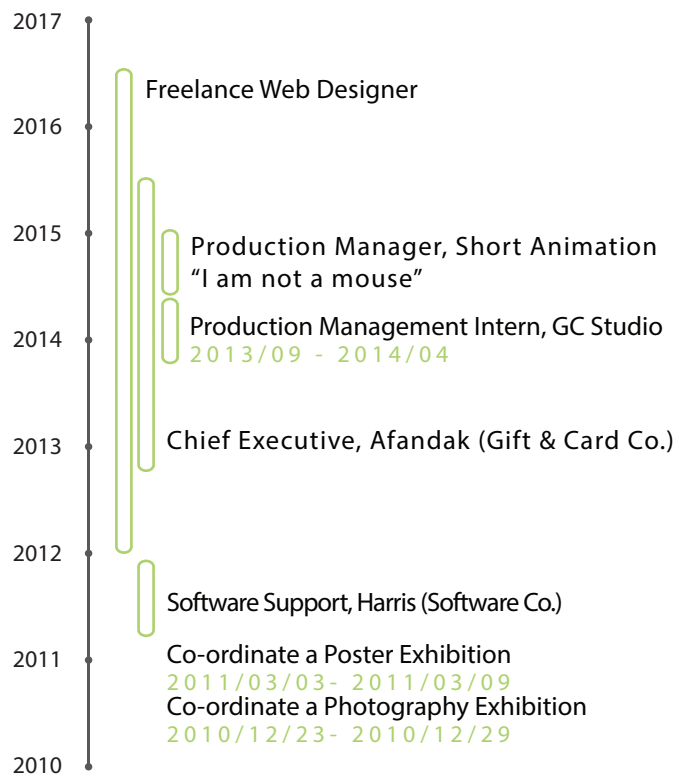 2017
Freelance Web Designer
2016
2015
Production Manager, Short Animation
“I am not a mouse”
Production Management Intern, GC Studio
2014
2013/09 - 2014/04
Chief Executive, Afandak (Gift & Card Co.)
2013
2012
Software Support, Harris (Software Co.)
Co-ordinate a Poster Exhibition
2011
2011/03/03- 2011/03/09
Co-ordinate a Photography Exhibition
2010/12/23- 2010/12/29
2010